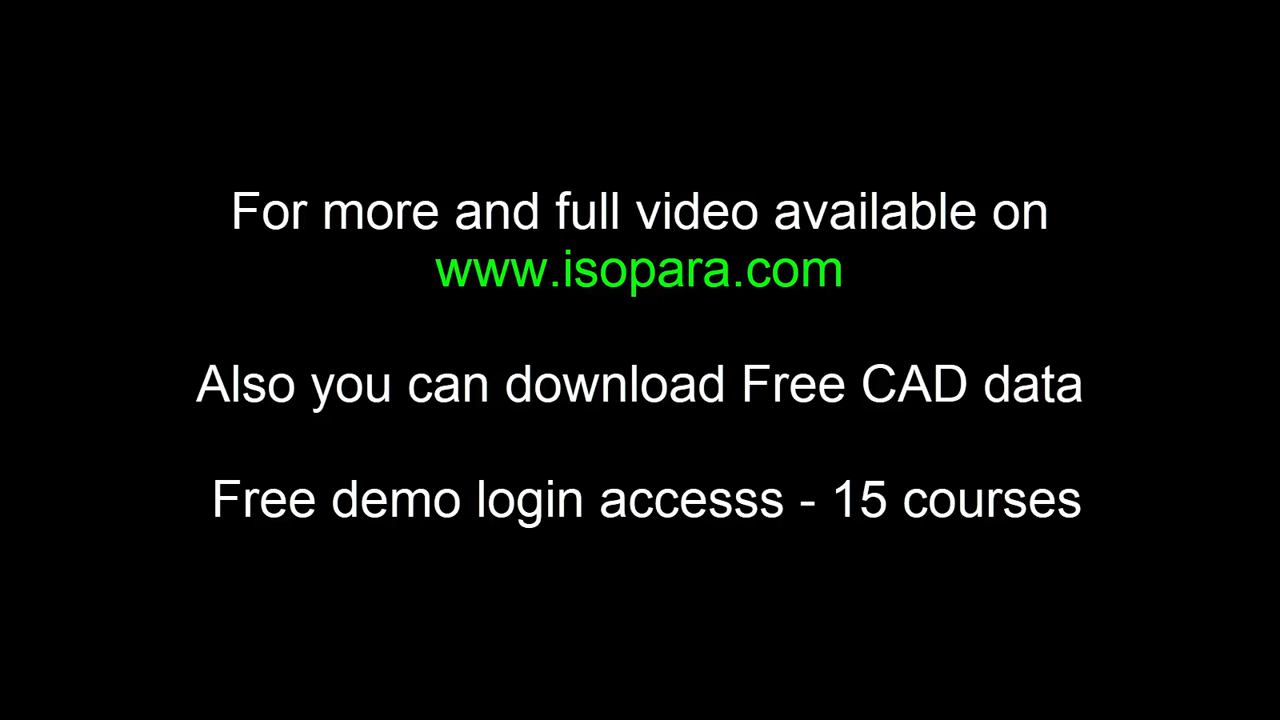 For more and full video available on
www.isopara.com
Also you can download Free CAD data
Free demo login accesss - 15 courses